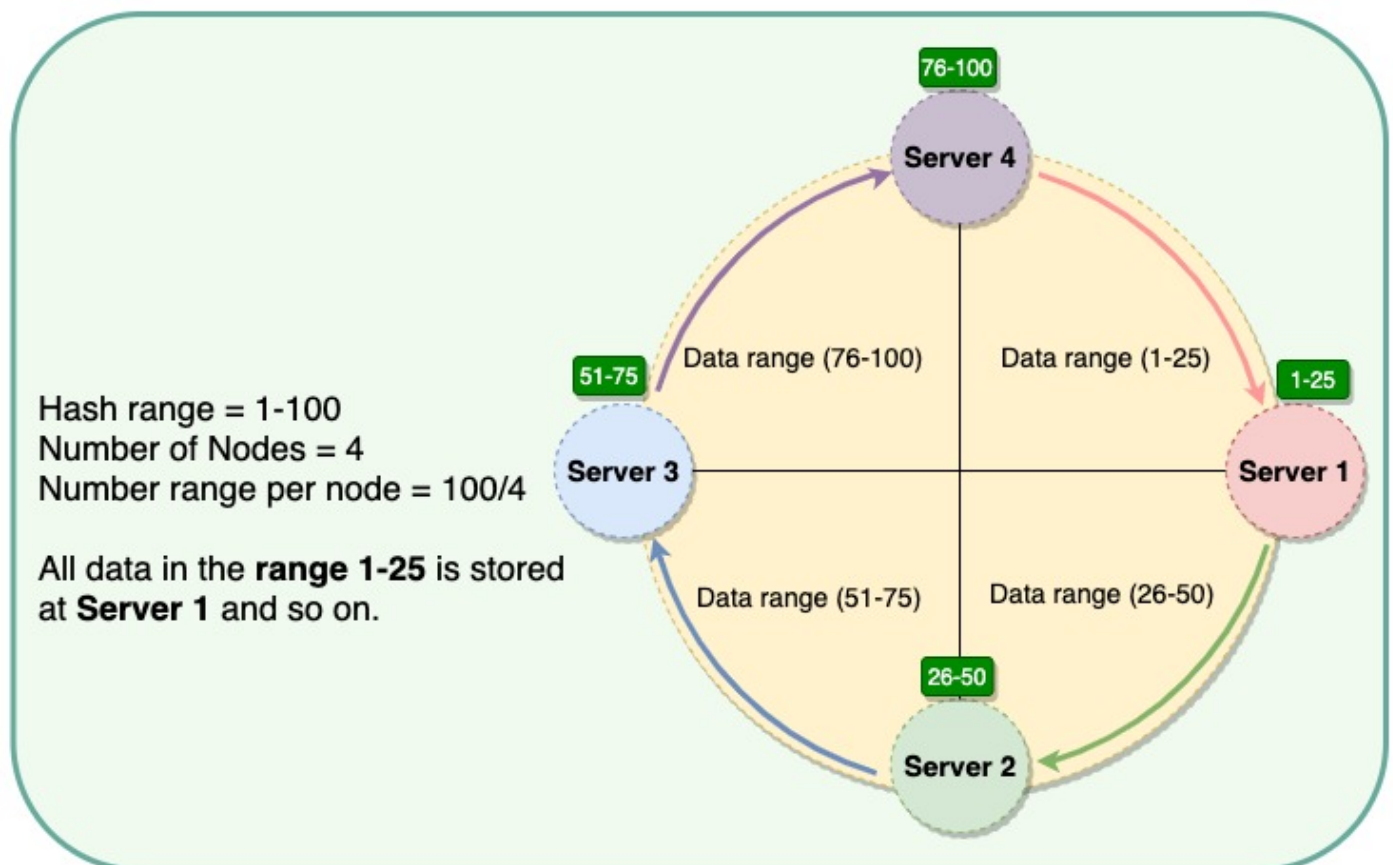 76-100
Server 4
Data range (76-100)
Data range (1-25)
51-75
1-25
Hash range = 1-100
Number of Nodes = 4
Number range per node = 100/4
Server 3
Server 1
All data in the range 1-25 is stored
at Server 1 and so on.
Data range (51-75)
Data range (26-50)
26-50
Server 2